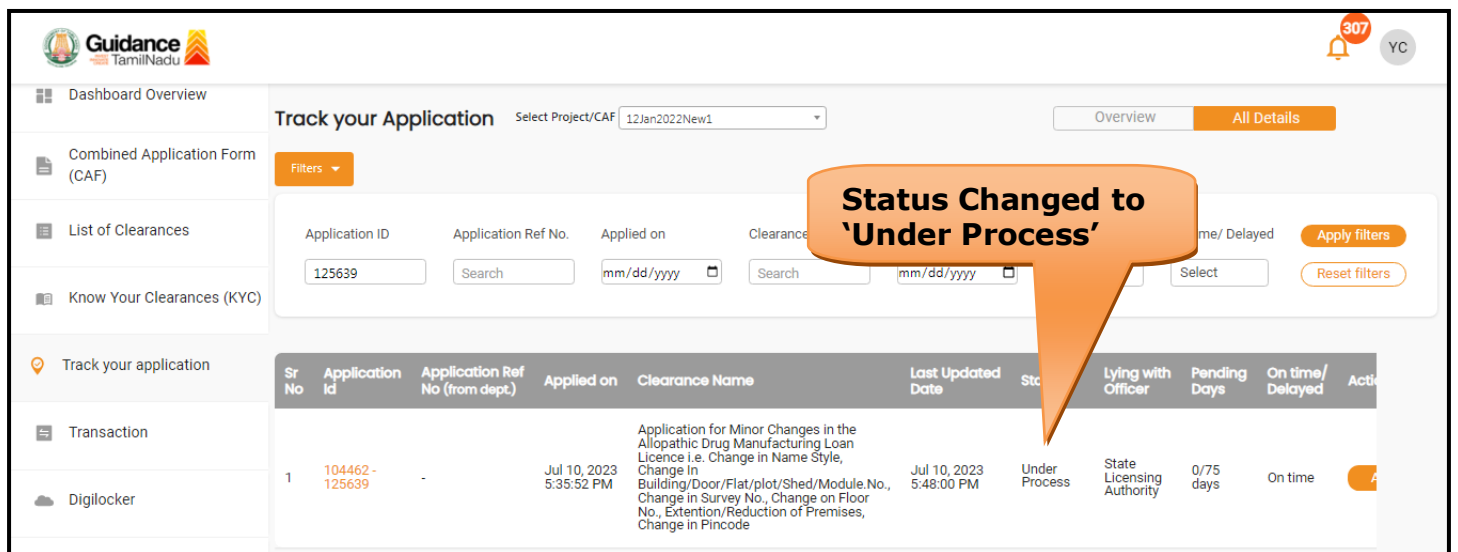 Guidance
TamilNadu
307
YC
Dashboard Overview
Combined Application Form
(CAF)
List of Clearances
Know Your Clearances (KYC)
Track your application
Transaction
Digilocker
Track your Application
Select Project/CAF
12Jan2022New1
Overview
All Details
Filters
Status Changed to
‘Under Process’
Application ID
Application Ref No.
Applied on
Clearance
me/ Delayed
Apply filters
125639
Search
mm/dd/yyyy
Search
mm/dd/yyyy
Select
Reset filters
Sr
No
Application
Id
Application Ref
No (from dept.)
Applied on
Clearance Name
Last Updated
Date
Lying with
Officer
Pending
Days
On time/
Delayed
1
104462 -
125639
-
Jul 10, 2023
5:35:52 PM
Application for Minor Changes in the
Allopathic Drug Manufacturing Loan
Licence i.e. Change in Name Style,
Change In
Building/Door/Flat/plot/Shed/Module.No.,
Change in Survey No., Change on Floor
No., Extention/Reduction of Premises,
Change in Pincode
Jul 10, 2023
5:48:00 PM
Under
Process
State
Licensing
Authority
0/75
days
On time